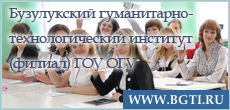 Бузулукский гуманитарно-
технологический институт
(филиал) ГОУ ОГУ
WWW.BGTI.RU